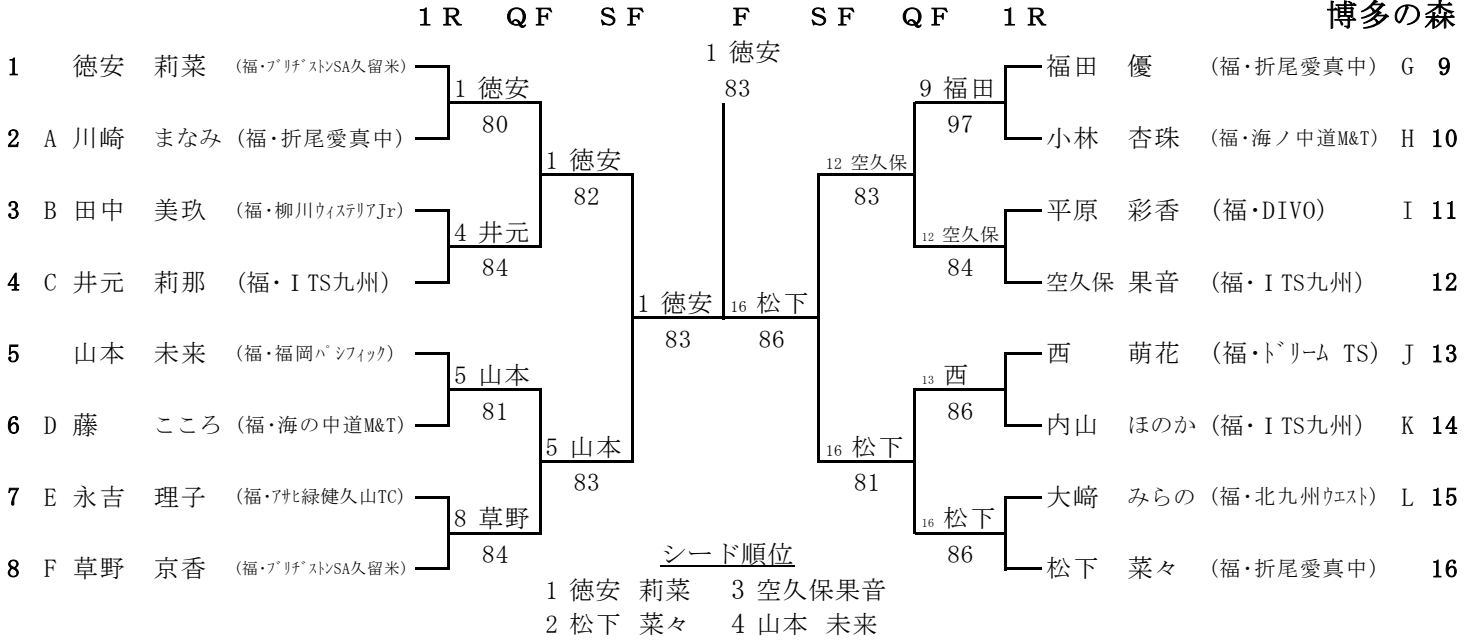 1R QF SF F SF QF 1R 博多の森
1 徳安 莉菜 (福・ブリヂストンSA久留米)
1 徳安
80
2 A 川崎 まなみ (福・折尾愛真中)
1 徳安
82
3 B 田中 美玖 (福・柳川ウィステリアJr)
4 井元
84
4 C 井元 莉那 (福・ITS九州)
1 徳安
83
5 山本 未来 (福・福岡パシフィック)
5 山本
81
6 D 藤 こころ (福・海の中道M&T)
5 山本
83
7 E 永吉 理子 (福・アサヒ緑健久山TC)
8 草野
84
8 F 草野 京香 (福・ブリヂストンSA久留米)
1 徳安
83
福田 優 (福・折尾愛真中) G 9
9 福田
97
小林 杏珠 (福・海ノ中道M&T) H 10
12 空久保
83
平原 彩香 (福・DIVO) I 11
12 空久保
84
空久保 果音 (福・ITS九州) 12
16 松下
86
西 萌花 (福・ドリーム TS) J 13
13 西
86
内山 ほのか (福・ITS九州) K 14
16 松下
81
大﨑 みらの (福・北九州ウエスト) L 15
16 松下
86
松下 菜々 (福・折尾愛真中) 16
シード順位
1 徳安 莉菜 3 空久保果音
2 松下 菜々 4 山本 未来